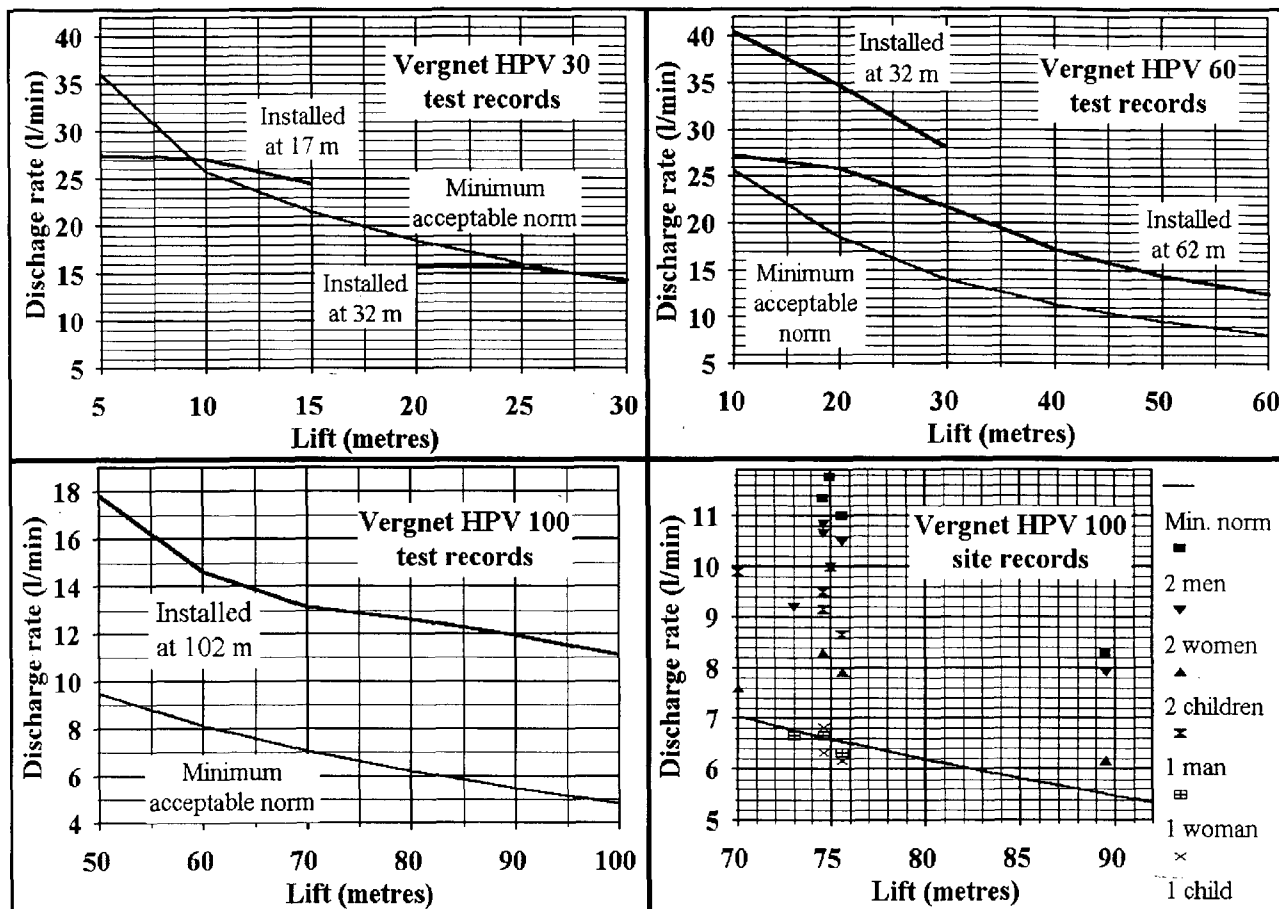 Vergnet HPV 30
test records
Dischage rate (l/min)
40
35
30
25
20
15
10
5
Installed
at 17 m
Minimum
acceptable norm
Installed
at 32 m
5 10 15 20 25 30
Lift (metres)
Vergnet HPV 60
test records
Discharge rate (l/min)
40
35
30
25
20
15
10
5
Installed
at 32 m
Installed
at 62 m
Minimum
acceptable
norm
10 20 30 40 50 60
Lift (metres)
Vergnet HPV 100
test records
Discharge rate (l/min)
18
16
14
12
10
8
6
4
Installed
at 102 m
Minimum
acceptable norm
50 60 70 80 90 100
Lift (metres)
Vergnet HPV 100
site records
Discharge rate (l/min)
11
10
9
8
7
6
5
70 75 80 85 90
Lift (metres)
Min. norm
2 men
2 women
2 children
1 man
1 woman
1 child